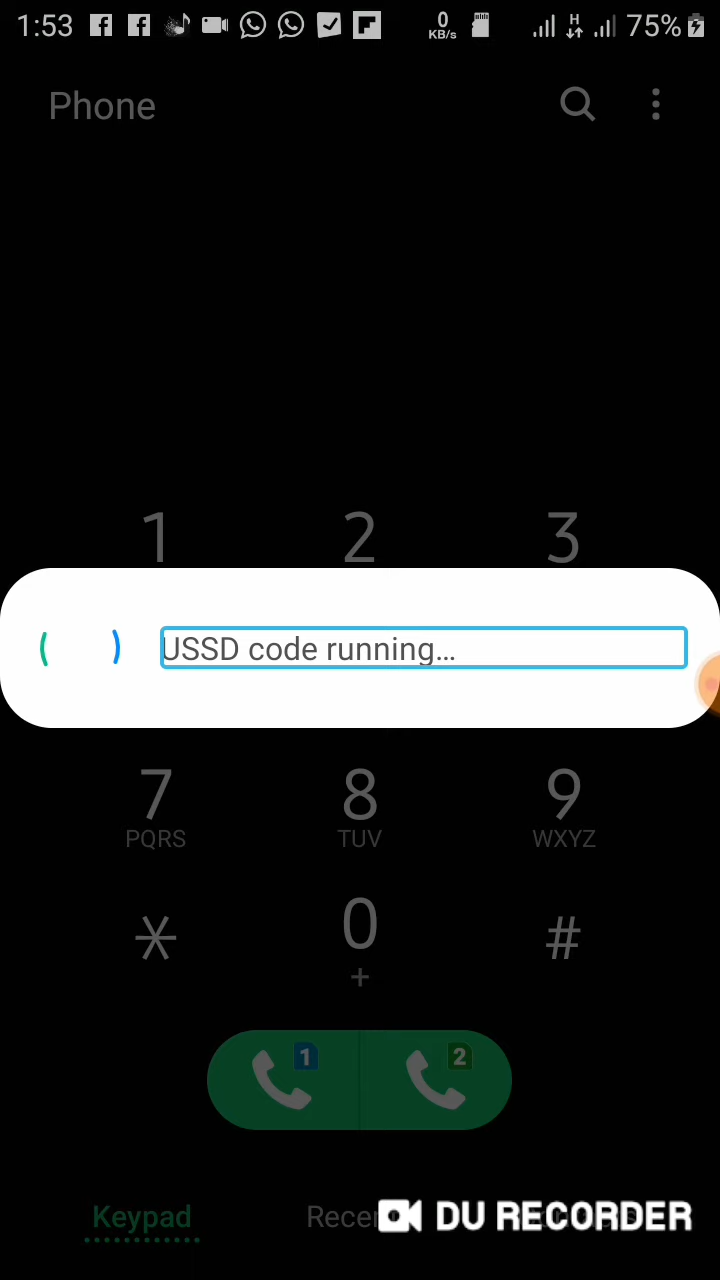 1:53
0
KB/s
H
75%
Phone
1
2
3
USSD code running...
7
8
9
PQRS
TUV
WXYZ
*
0
#
+
1
2
Keypad
Recen
DU RECORDER